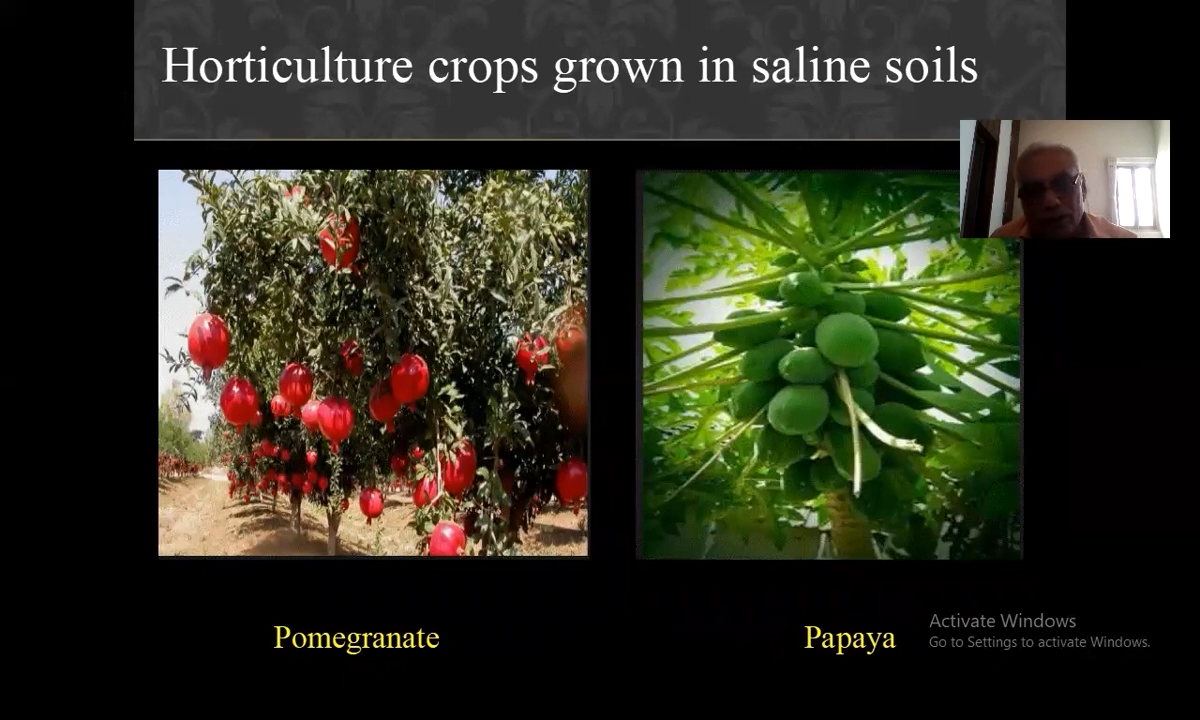 Horticulture crops grown in saline soils
Pomegranate
Papaya
Activate Windows
Go to Settings to activate Windows.